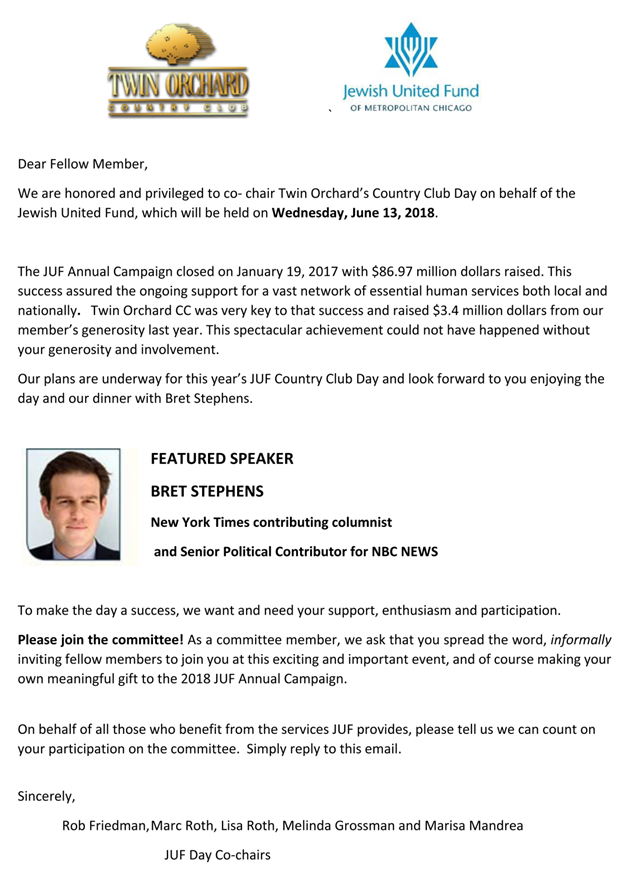 TWIN ORCHARD
COUNTRY CLUB
Jewish United Fund
OF METROPOLITAN CHICAGO
Dear Fellow Member,
We are honored and privileged to co- chair Twin Orchard’s Country Club Day on behalf of the
Jewish United Fund, which will be held on Wednesday, June 13, 2018.
The JUF Annual Campaign closed on January 19, 2017 with $86.97 million dollars raised. This
success assured the ongoing support for a vast network of essential human services both local and
nationally. Twin Orchard CC was very key to that success and raised $3.4 million dollars from our
member’s generosity last year. This spectacular achievement could not have happened without
your generosity and involvement.
Our plans are underway for this year’s JUF Country Club Day and look forward to you enjoying the
day and our dinner with Bret Stephens.
FEATURED SPEAKER
BRET STEPHENS
New York Times contributing columnist
and Senior Political Contributor for NBC NEWS
To make the day a success, we want and need your support, enthusiasm and participation.
Please join the committee! As a committee member, we ask that you spread the word, informally
inviting fellow members to join you at this exciting and important event, and of course making your
own meaningful gift to the 2018 JUF Annual Campaign.
On behalf of all those who benefit from the services JUF provides, please tell us we can count on
your participation on the committee. Simply reply to this email.
Sincerely,
Rob Friedman,Marc Roth, Lisa Roth, Melinda Grossman and Marisa Mandrea
JUF Day Co-chairs